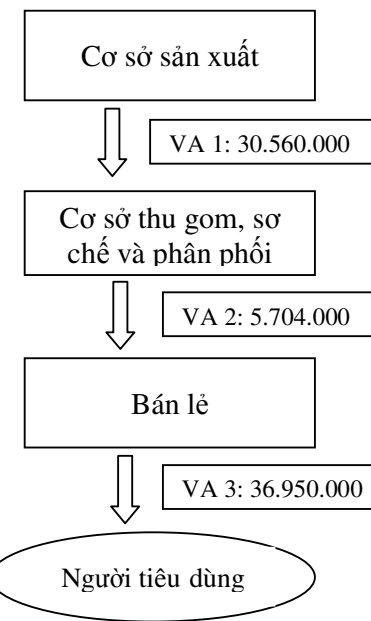 Cơ sở sản xuất
VA 1: 30.560.000
Cơ sở thu gom, sơ
chế và phân phối
VA 2: 5.704.000
Bán lẻ
VA 3: 36.950.000
Người tiêu dùng